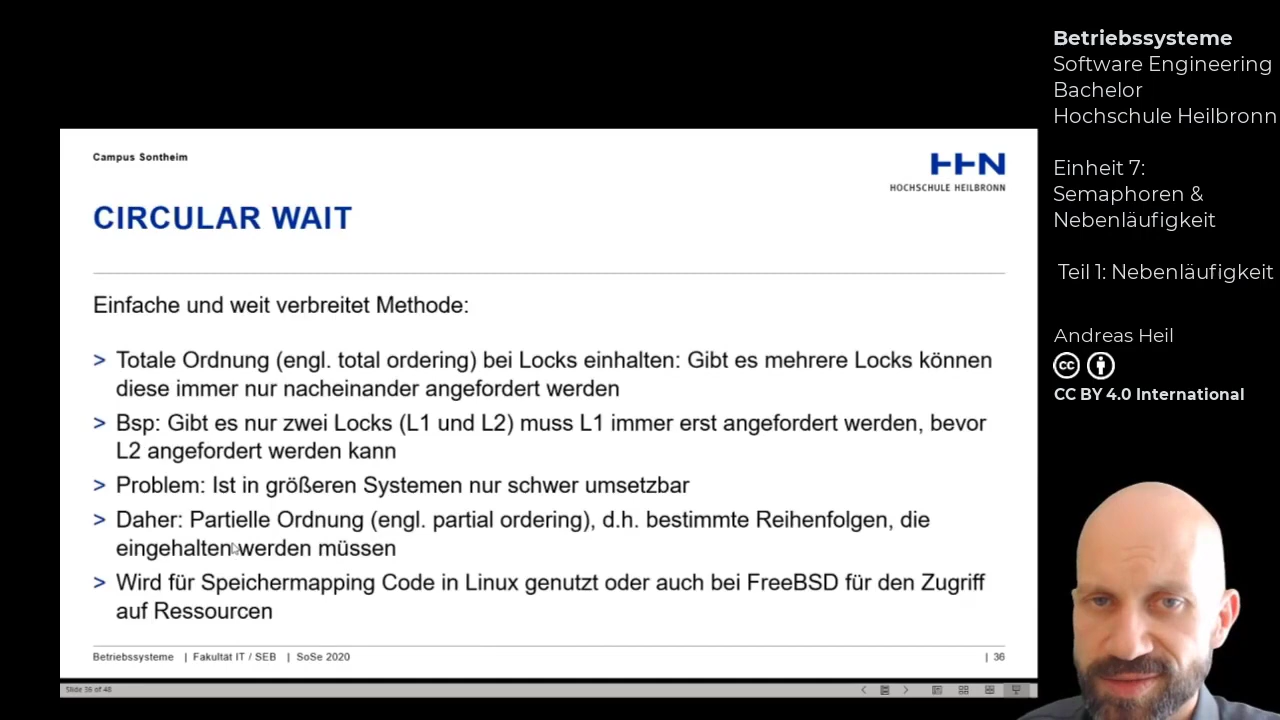 Campus Sontheim
HHN
HOCHSCHULE HEILBRONN
CIRCULAR WAIT
Einfache und weit verbreitet Methode:
> Totale Ordnung (engl. total ordering) bei Locks einhalten: Gibt es mehrere Locks können
diese immer nur nacheinander angefordert werden
> Bsp: Gibt es nur zwei Locks (L1 und L2) muss L1 immer erst angefordert werden, bevor
L2 angefordert werden kann
> Problem: Ist in größeren Systemen nur schwer umsetzbar
> Daher: Partielle Ordnung (engl. partial ordering), d.h. bestimmte Reihenfolgen, die
eingehalten werden müssen
> Wird für Speichermapping Code in Linux genutzt oder auch bei FreeBSD für den Zugriff
auf Ressourcen
Betriebssysteme | Fakultät IT / SEB | SoSe 2020 | 36
Slide 36 of 48
Betriebssysteme
Software Engineering
Bachelor
Hochschule Heilbronn
Einheit 7:
Semaphoren &
Nebenläufigkeit
Teil 1: Nebenläufigkeit
Andreas Heil
cc
CC BY 4.0 International